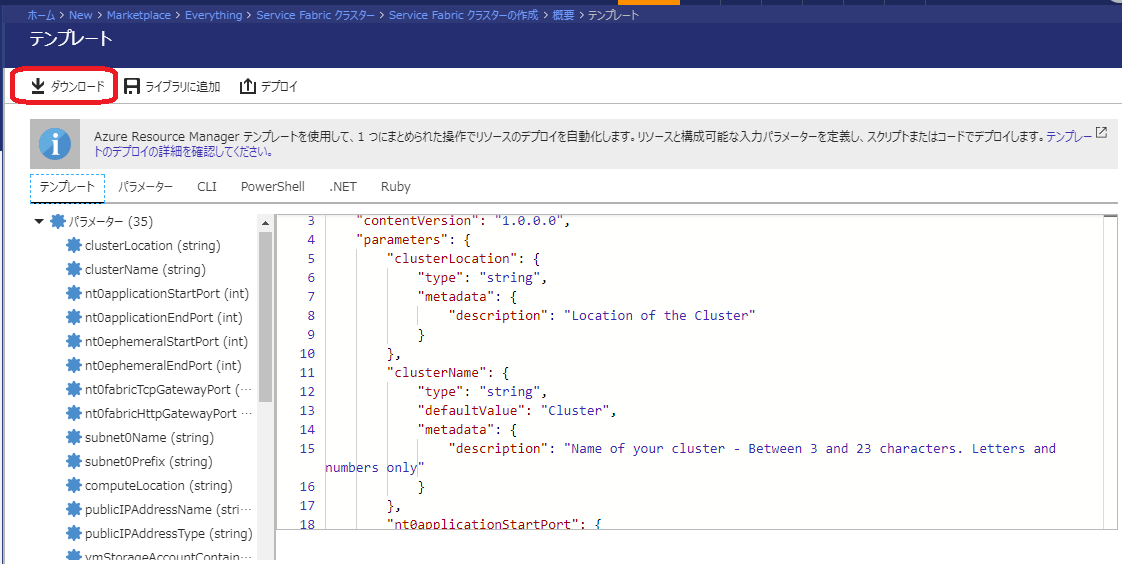 ホーム > New > Marketplace > Everything > Service Fabric クラスター > Service Fabric クラスターの作成 > 概要 > テンプレート
テンプレート
ダウンロード ライブラリに追加 デプロイ
Azure Resource Manager テンプレートを使用して、1 つにまとめられた操作でリソースのデプロイを自動化します。リソースと構成可能な入力パラメーターを定義し、スクリプトまたはコードでデプロイします。テンプレー
トのデプロイの詳細を確認してください。
テンプレート パラメーター CLI PowerShell .NET Ruby
パラメーター (35)
clusterLocation (string)
clusterName (string)
nt0applicationStartPort (int)
nt0applicationEndPort (int)
nt0ephemeralStartPort (int)
nt0ephemeralEndPort (int)
nt0fabricTcpGatewayPort (…
nt0fabricHttpGatewayPort …
subnet0Name (string)
subnet0Prefix (string)
computeLocation (string)
publicIPAddressName (stri…
publicIPAddressType (string)
vmStorageAccountContain…
3 "contentVersion": "1.0.0.0",
4 "parameters": {
5 "clusterLocation": {
6 "type": "string",
7 "metadata": {
8 "description": "Location of the Cluster"
9 }
10 },
11 "clusterName": {
12 "type": "string",
13 "defaultValue": "Cluster",
14 "metadata": {
15 "description": "Name of your cluster - Between 3 and 23 characters. Letters and
numbers only"
16 }
17 },
18 "nt0applicationStartPort": {